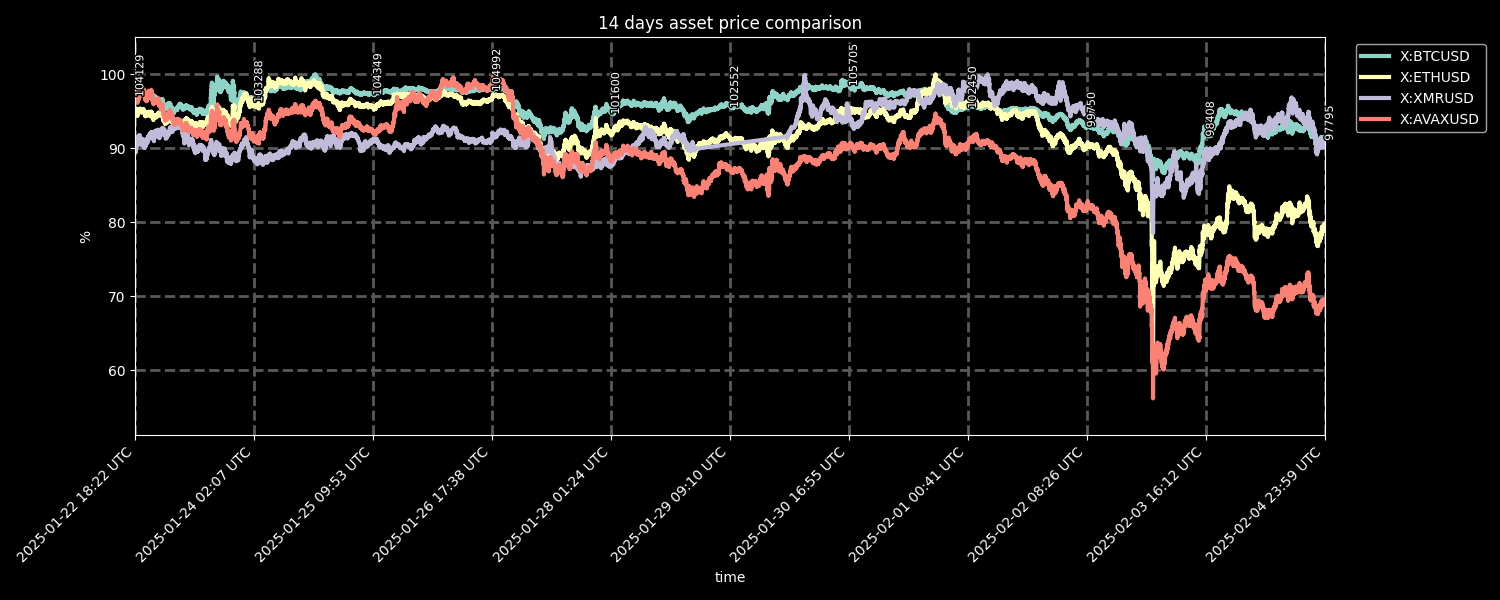 14 days asset price comparison
X:BTCUSD
X:ETHUSD
X:XMRUSD
X:AVAXUSD
100
90
80
70
60
%
104129
103288
104349
104992
101600
102552
105705
102450
99750
98408
97795
2025-01-22 18:22 UTC
2025-01-24 02:07 UTC
2025-01-25 09:53 UTC
2025-01-26 17:38 UTC
2025-01-28 01:24 UTC
2025-01-29 09:10 UTC
2025-01-30 16:55 UTC
2025-02-01 00:41 UTC
2025-02-02 08:26 UTC
2025-02-03 16:12 UTC
2025-02-04 23:59 UTC
time